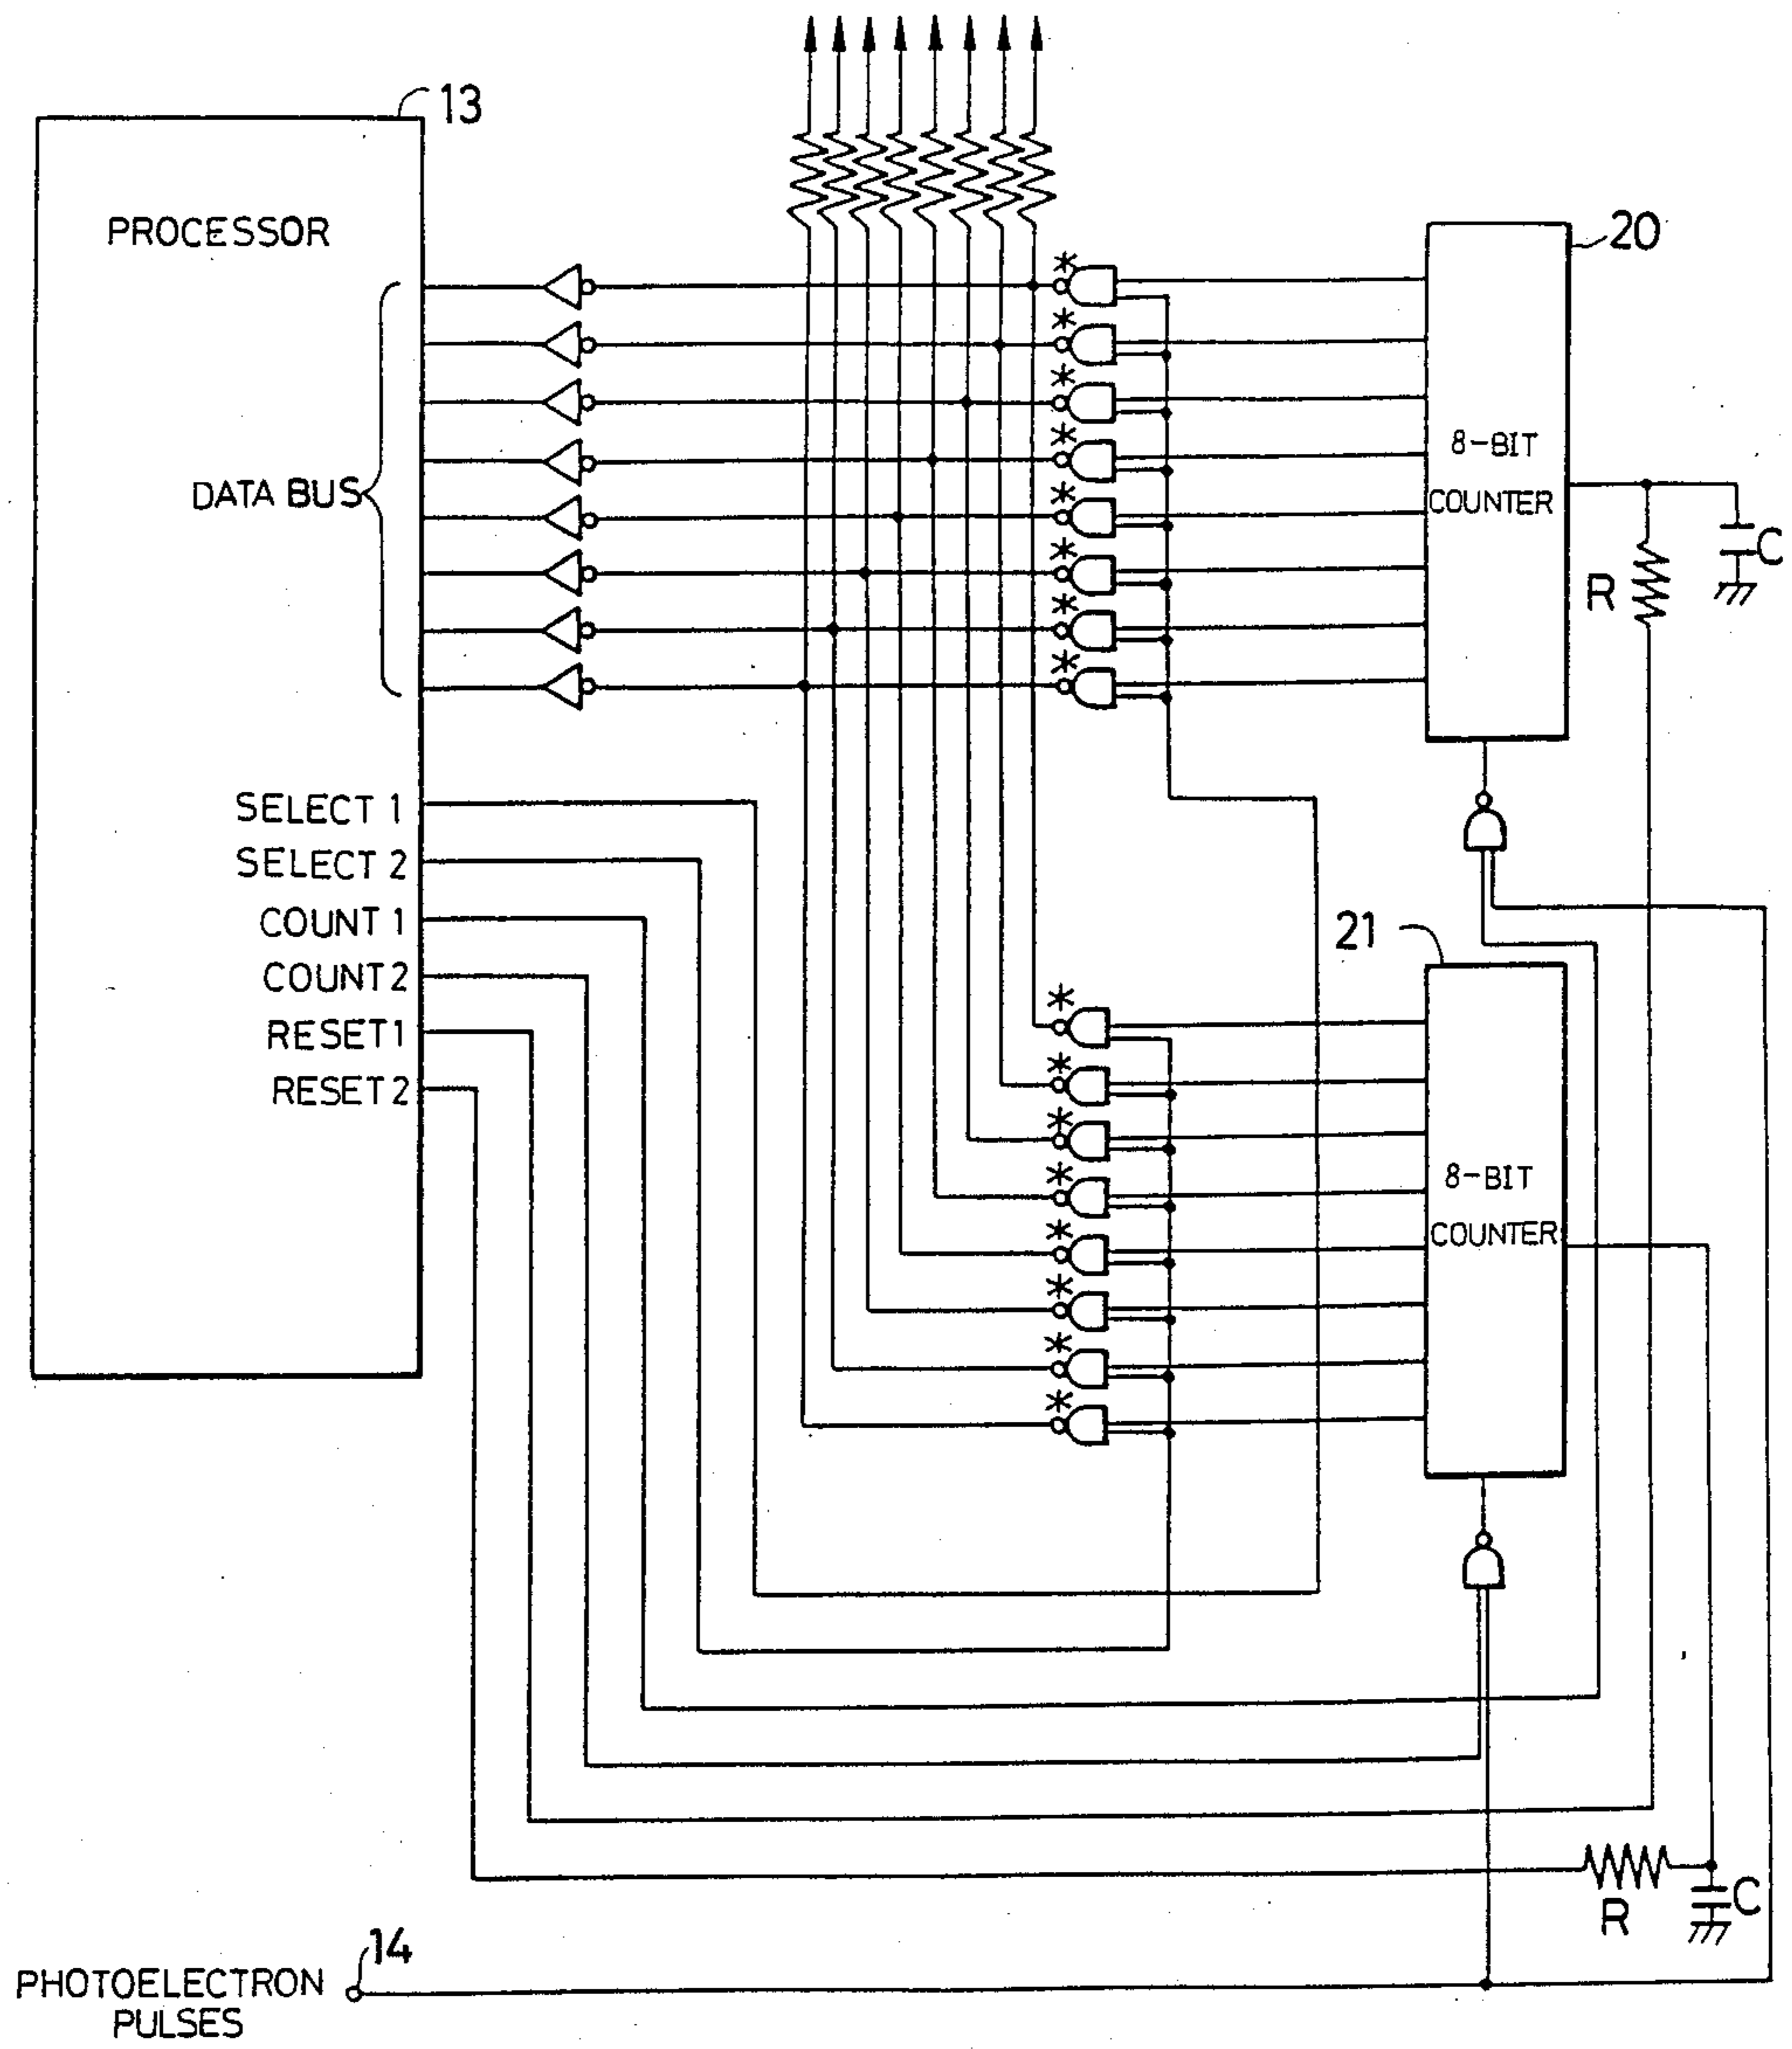 13
PROCESSOR
20
*
*
*
*
*
*
*
*
DATA BUS
8-BIT
COUNTER
C
R
SELECT 1
SELECT 2
COUNT 1
COUNT 2
RESET 1
RESET 2
21
*
*
*
*
*
*
*
*
8-BIT
COUNTER
R
C
14
PHOTOELECTRON
PULSES